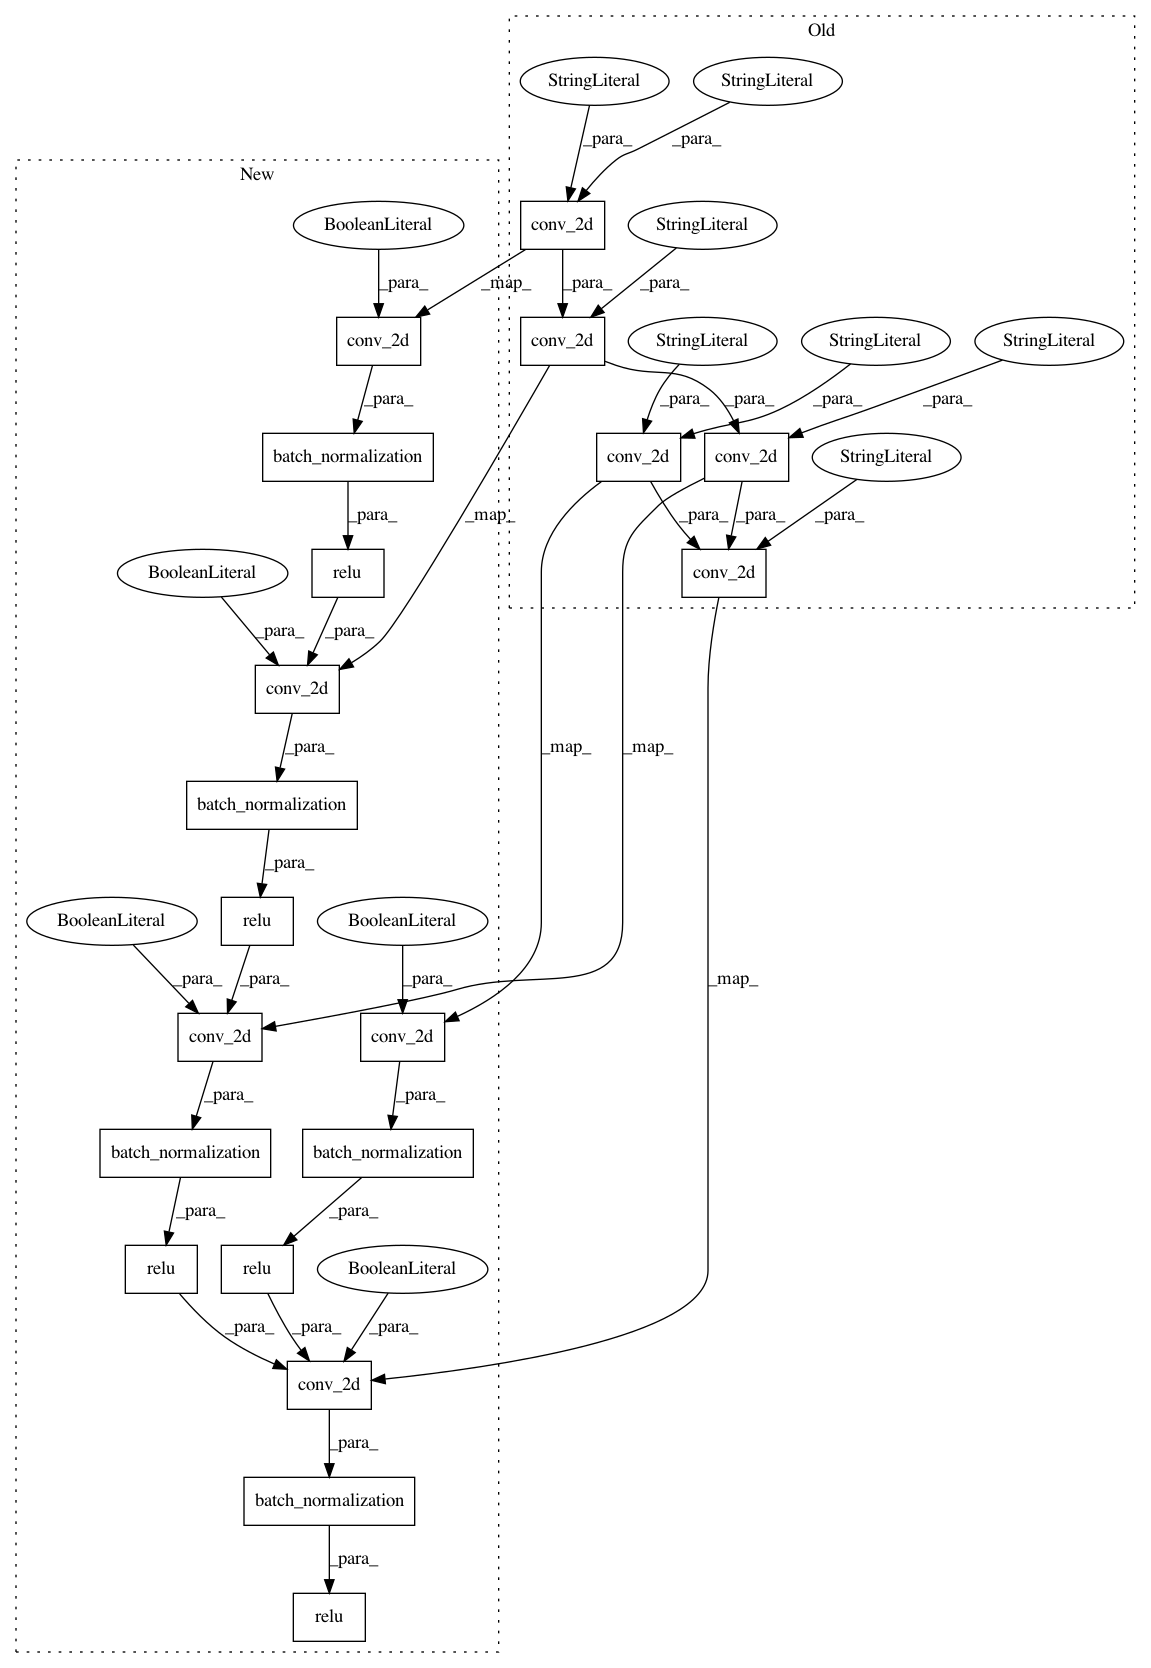 Old
StringLiteral
StringLiteral
_para_
_para_
New
BooleanLiteral
conv_2d
StringLiteral
_para_
_map_
_para_
_para_
conv_2d
conv_2d
StringLiteral
StringLiteral
StringLiteral
_para_
_para_
_para_
_para_
_para_
batch_normalization
conv_2d
conv_2d
StringLiteral
_para_
_map_
_para_
_para_
_para_
BooleanLiteral
relu
conv_2d
_para_
_para_
conv_2d
_para_
_map_
_map_
batch_normalization
_para_
BooleanLiteral
relu
BooleanLiteral
_para_
_para_
_para_
_map_
conv_2d
conv_2d
_para_
_para_
batch_normalization
batch_normalization
_para_
_para_
relu
relu
BooleanLiteral
_para_
_para_
_para_
conv_2d
_para_
batch_normalization
_para_
relu